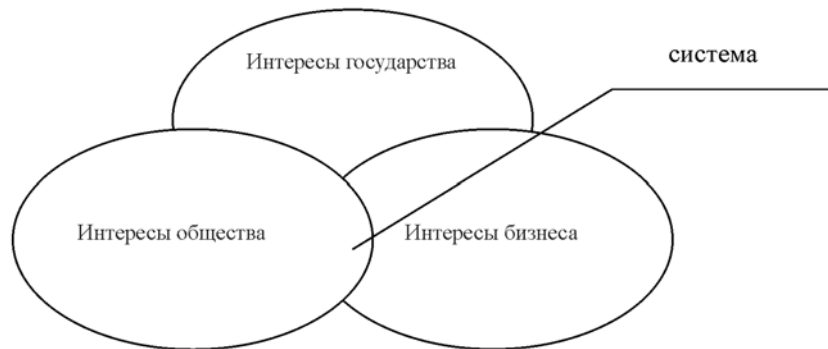 Интересы государства
система
Интересы общества
Интересы бизнеса